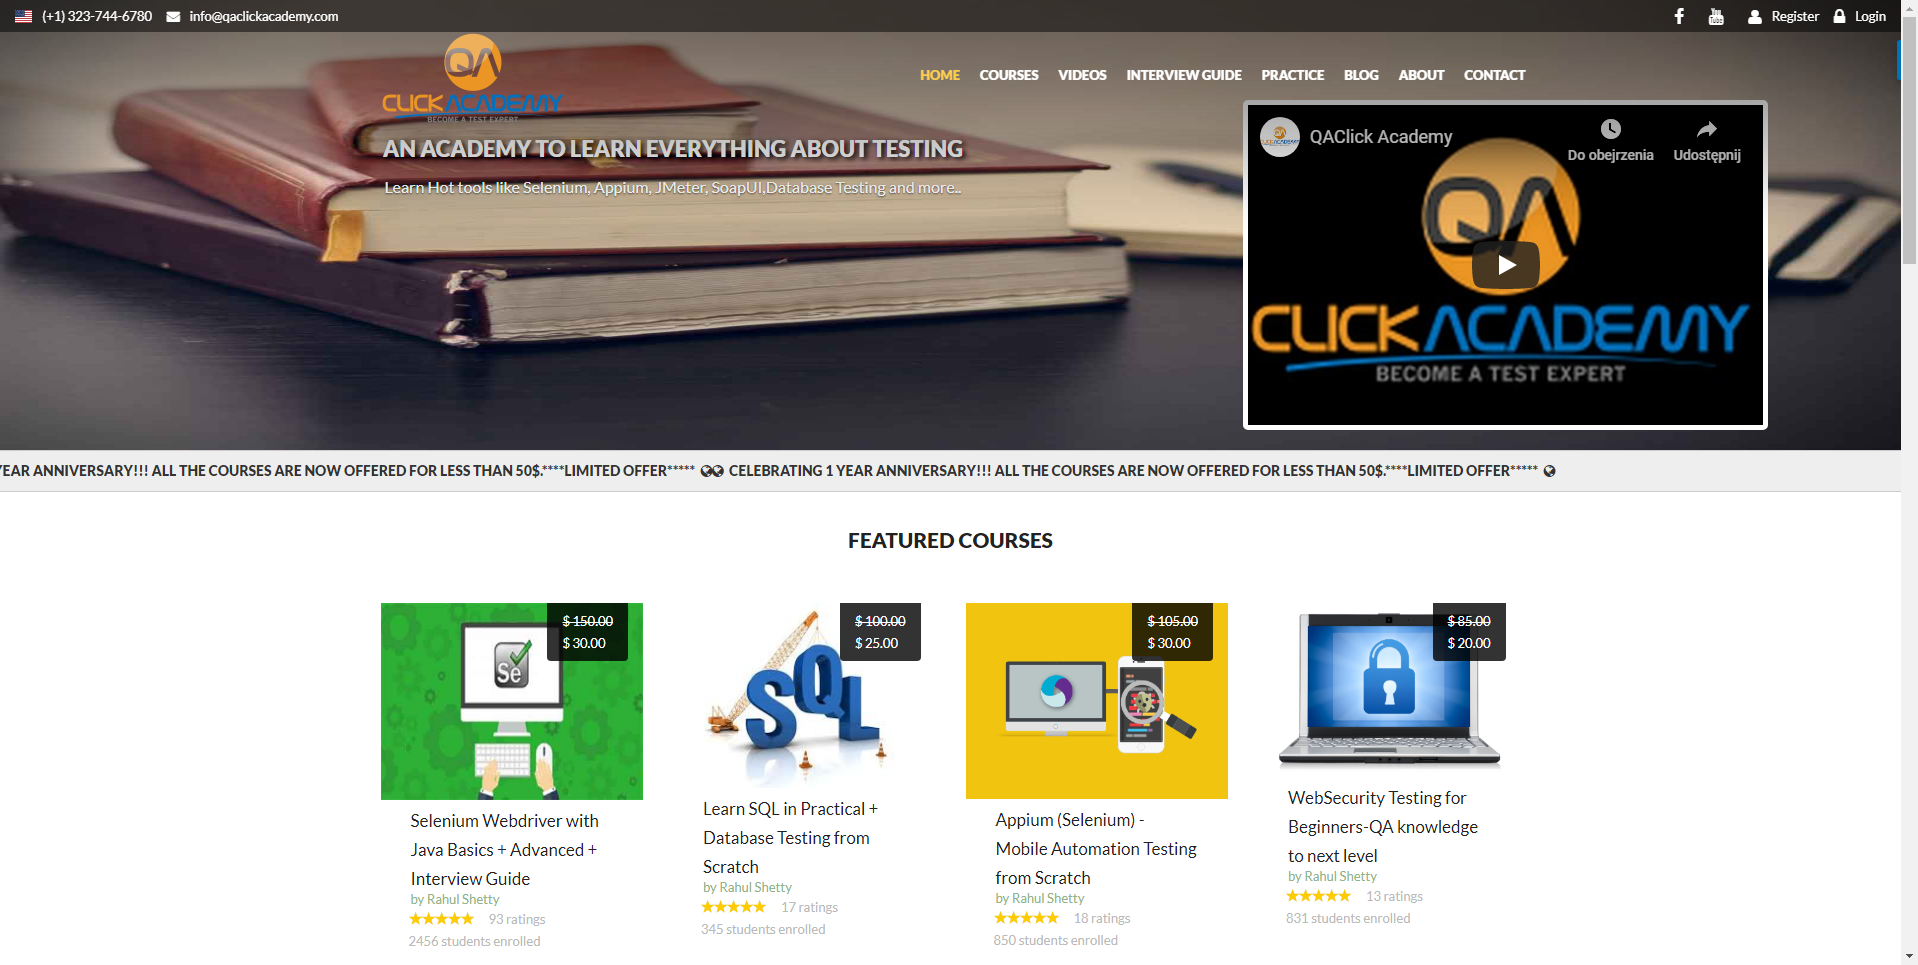 (+1) 323-744-6780 info@qaclickacademy.com
You Tube Register Login
QA
CLICKACADEMY
BECOME A TEST EXPERT
HOME COURSES VIDEOS INTERVIEW GUIDE PRACTICE BLOG ABOUT CONTACT
AN ACADEMY TO LEARN EVERYTHING ABOUT TESTING
Learn Hot tools like Selenium, Appium, JMeter, SoapUI,Database Testing and more..
QAClick Academy
Do obejrzenia Udostępnij
QA
CLICKACADEMY
BECOME A TEST EXPERT
YEAR ANNIVERSARY!!! ALL THE COURSES ARE NOW OFFERED FOR LESS THAN 50$.****LIMITED OFFER***** CELEBRATING 1 YEAR ANNIVERSARY!!! ALL THE COURSES ARE NOW OFFERED FOR LESS THAN 50$.****LIMITED OFFER*****
FEATURED COURSES
$ 150.00
$ 30.00
Se
Selenium Webdriver with
Java Basics + Advanced +
Interview Guide
by Rahul Shetty
93 ratings
2456 students enrolled
$ 100.00
$ 25.00
SQL
Learn SQL in Practical +
Database Testing from
Scratch
by Rahul Shetty
17 ratings
345 students enrolled
$ 105.00
$ 30.00
Appium (Selenium) -
Mobile Automation Testing
from Scratch
by Rahul Shetty
18 ratings
850 students enrolled
$ 85.00
$ 20.00
WebSecurity Testing for
Beginners-QA knowledge
to next level
by Rahul Shetty
13 ratings
831 students enrolled